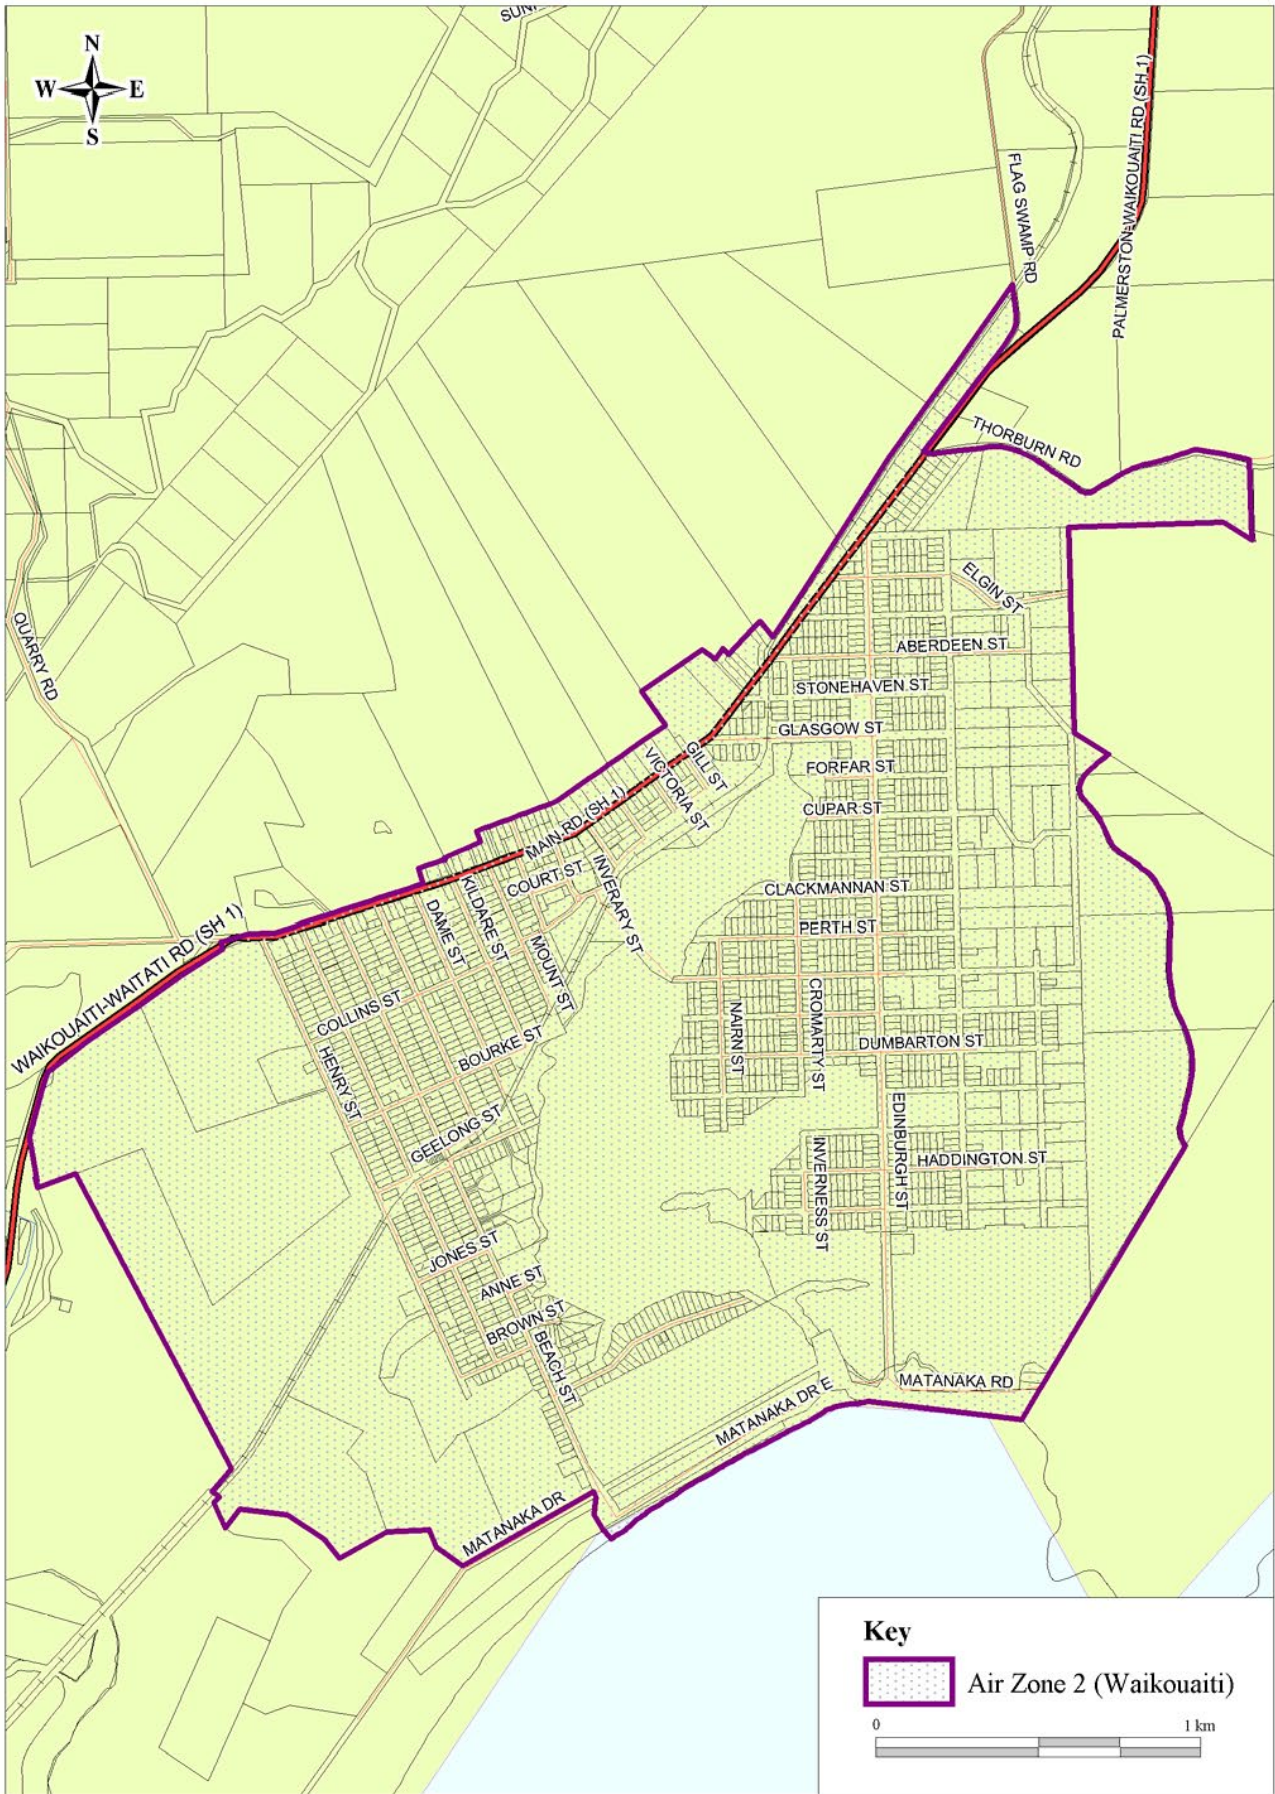 SUN
N
W E
S
FLAG SWAMP RD
PALMERSTON-WAIKOUAITI RD (SH 1)
THORBURN RD
ELGIN ST
QUARRY RD
ABERDEEN ST
STONEHAVEN ST
GLASGOW ST
GILL ST
VICTORIA ST
FORFAR ST
CUPAR ST
MAIN RD (SH 1)
COURT ST
INVERARY ST
KILDARE ST
DAME ST
MOUNT ST
CLACKMANNAN ST
PERTH ST
WAIKOUAITI-WAITATI RD (SH 1)
COLLINS ST
BOURKE ST
HENRY ST
NAIRN ST
CROMARTY ST
DUMBARTON ST
GEELONG ST
EDINBURGH ST
INVERNESS ST
HADDINGTON ST
JONES ST
ANNE ST
BROWN ST
BEACH ST
MATANAKA RD
MATANAKA DR E
MATANAKA DR
Key
Air Zone 2 (Waikouaiti)
0 1 km